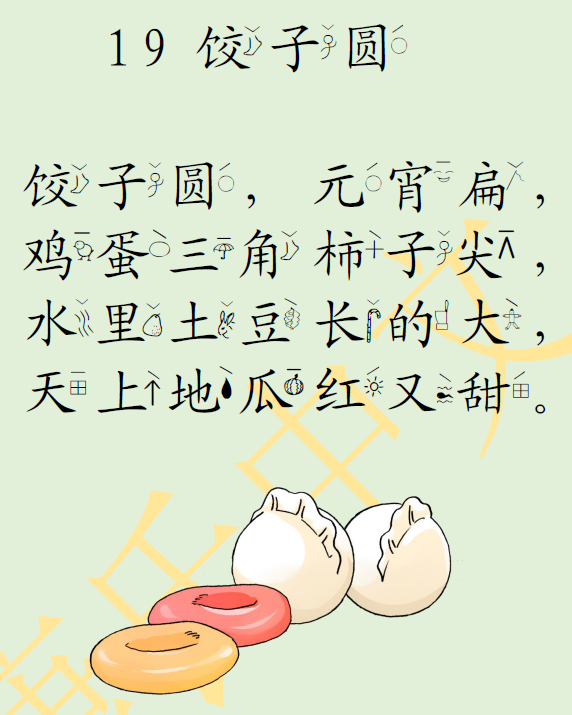 19 饺子圆
饺子圆，元宵扁，
鸡蛋三角柿子尖，
水里土豆长的大，
天上地瓜红又甜。